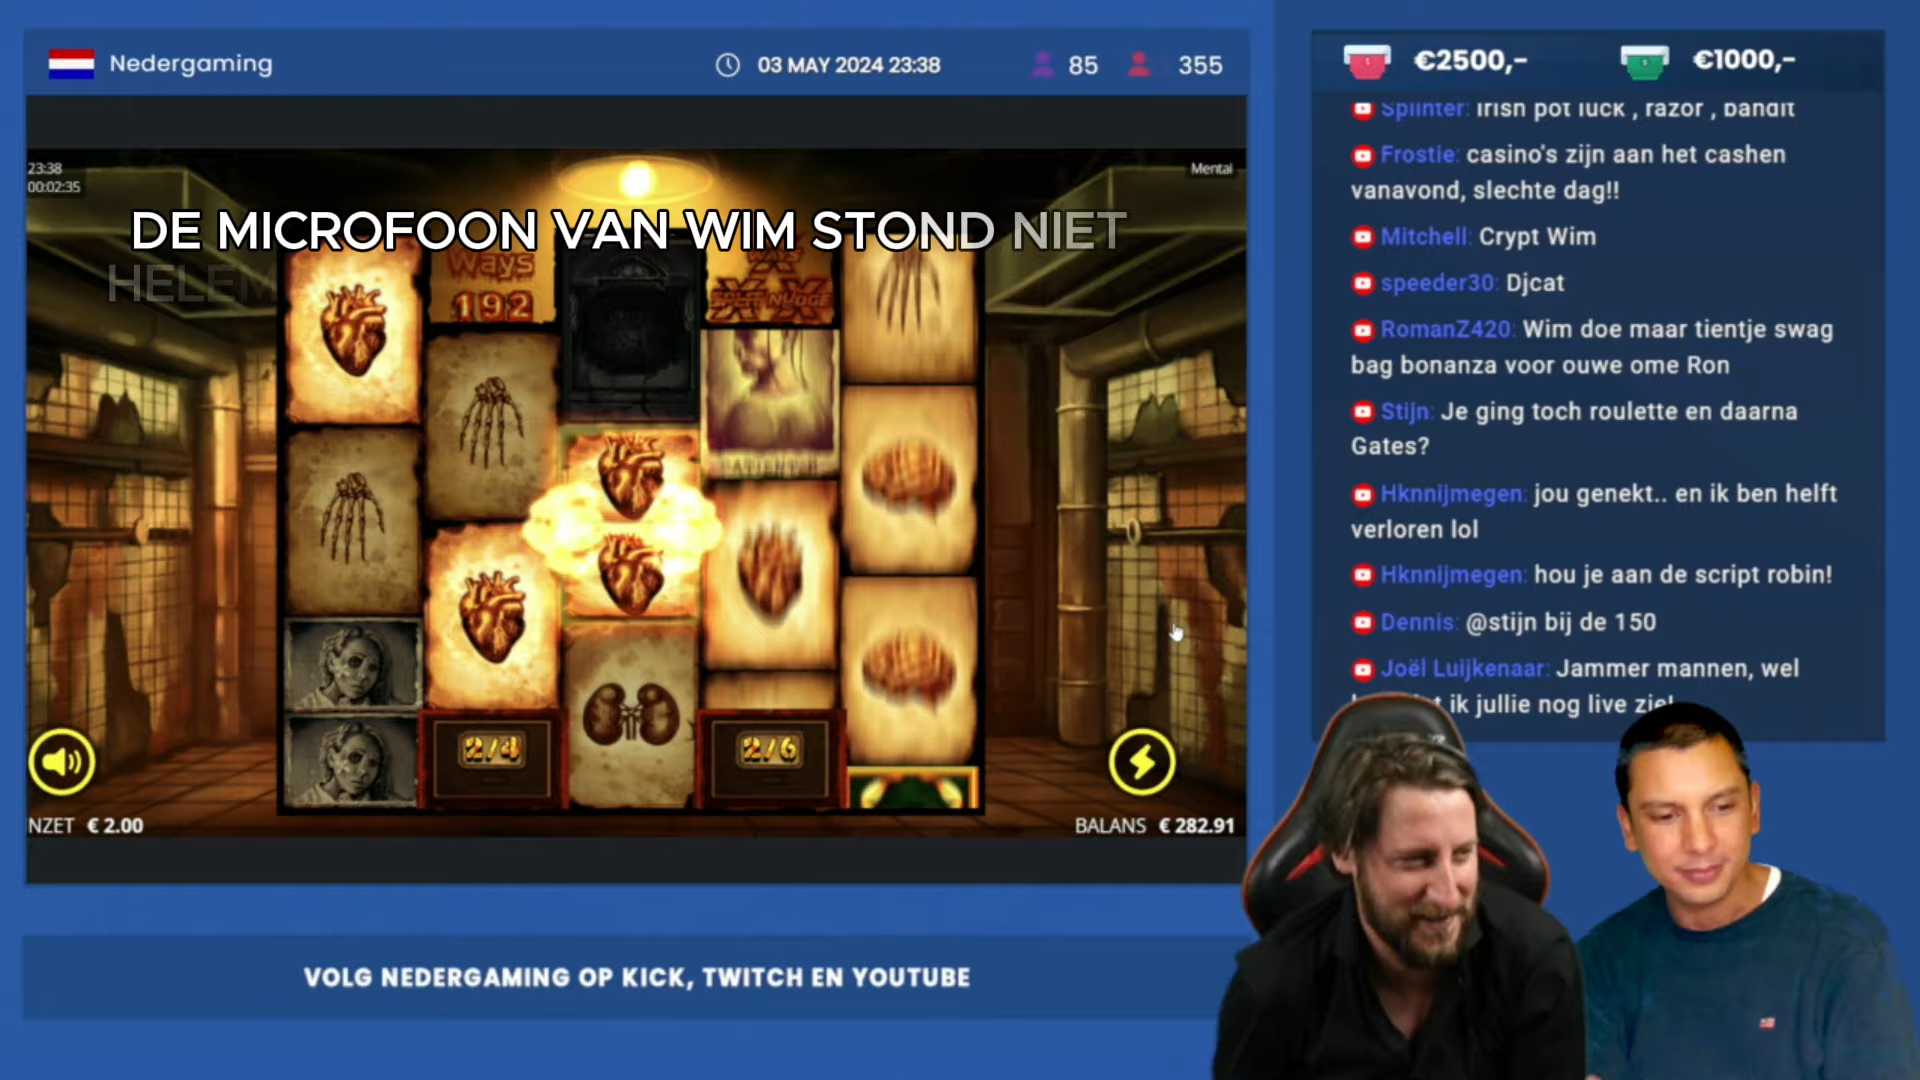 Nedergaming
03 MAY 2024 23:38
85
355
€2500,-
€1000,-
23:38
00:02:35
Mental
DE MICROFOON VAN WIM STOND NIET
Ways
192
WAYS
SPLIT NUDGE
2/4
2/6
NZET € 2.00
BALANS € 282.91
Splinter: irish pot luck , razor , bandit
Frostie: casino's zijn aan het cashen
vanavond, slechte dag!!
Mitchell: Crypt Wim
speeder30: Djcat
RomanZ420: Wim doe maar tientje swag
bag bonanza voor ouwe ome Ron
Stijn: Je ging toch roulette en daarna
Gates?
Hknnijmegen: jou genekt.. en ik ben helft
verloren lol
Hknnijmegen: hou je aan de script robin!
Dennis: @stijn bij de 150
Joël Luijkenaar: Jammer mannen, wel
ik jullie nog live zie!
VOLG NEDERGAMING OP KICK, TWITCH EN YOUTUBE